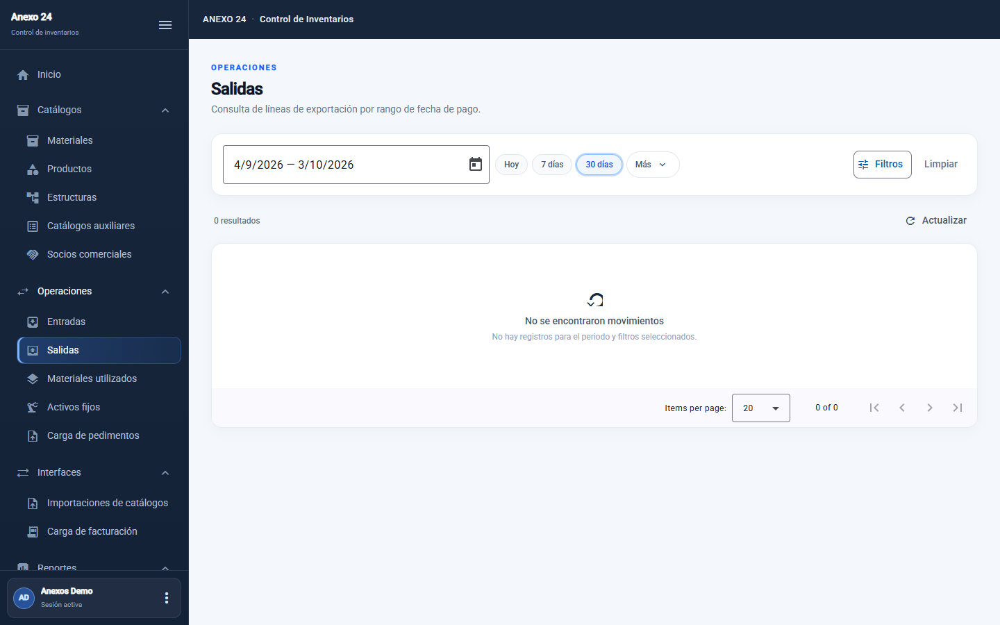 Anexo 24
Control de inventarios
Inicio
Catálogos
Materiales
Productos
Estructuras
Catálogos auxiliares
Socios comerciales
Operaciones
Entradas
Salidas
Materiales utilizados
Activos fijos
Carga de pedimentos
Interfaces
Importaciones de catálogos
Carga de facturación
Reportes
AD
Anexos Demo
Sesión activa
ANEXO 24 · Control de Inventarios
OPERACIONES
Salidas
Consulta de líneas de exportación por rango de fecha de pago.
4/9/2026 — 3/10/2026
Hoy
7 días
30 días
Más
Filtros
Limpiar
0 resultados
Actualizar
No se encontraron movimientos
No hay registros para el periodo y filtros seleccionados.
Items per page: 20
0 of 0